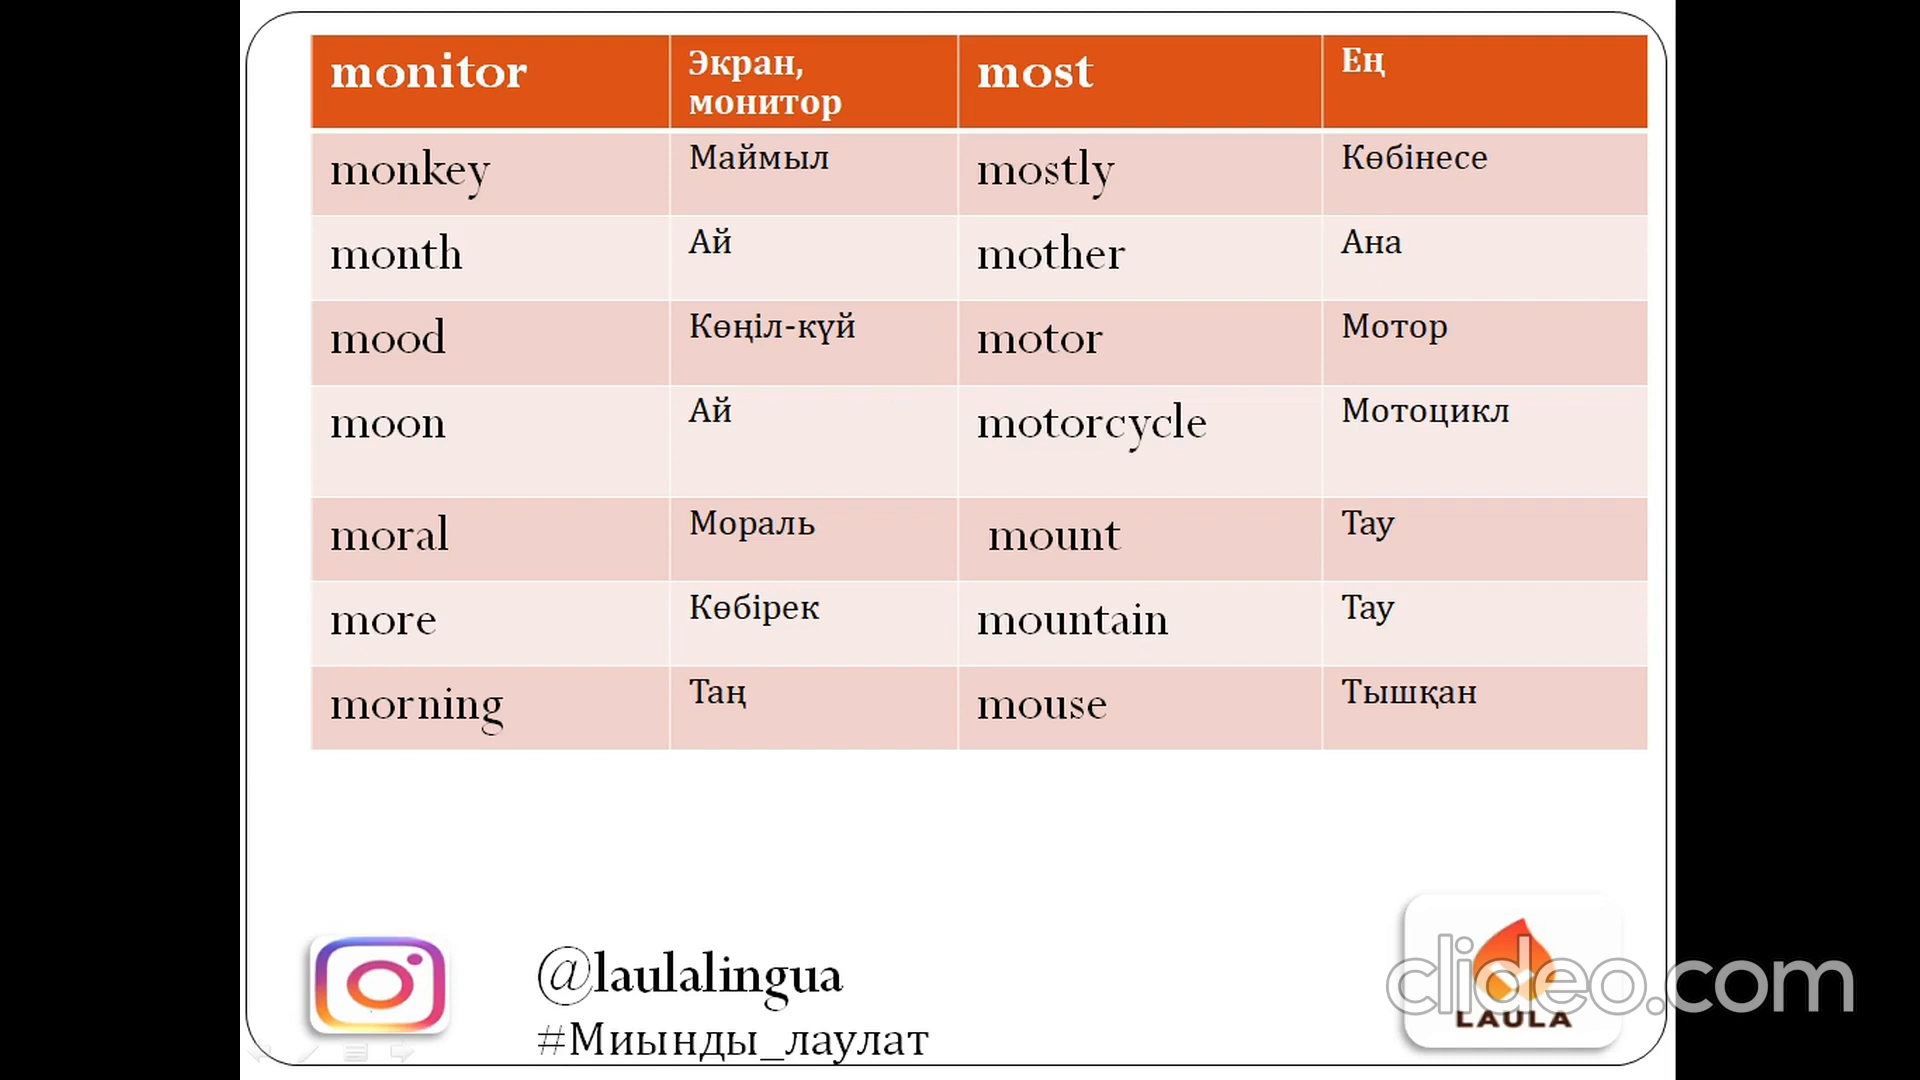 monitor Экран, most Ең
монитор
monkey Маймыл mostly Көбінесе
month Ай mother Ана
mood Көңіл-күй motor Мотор
moon Ай motorcycle Мотоцикл
moral Мораль mount Тау
more Көбірек mountain Тау
morning Таң mouse Тышқан
@laulalingua
#Миынды_лаулат
clideo.com
LAULA